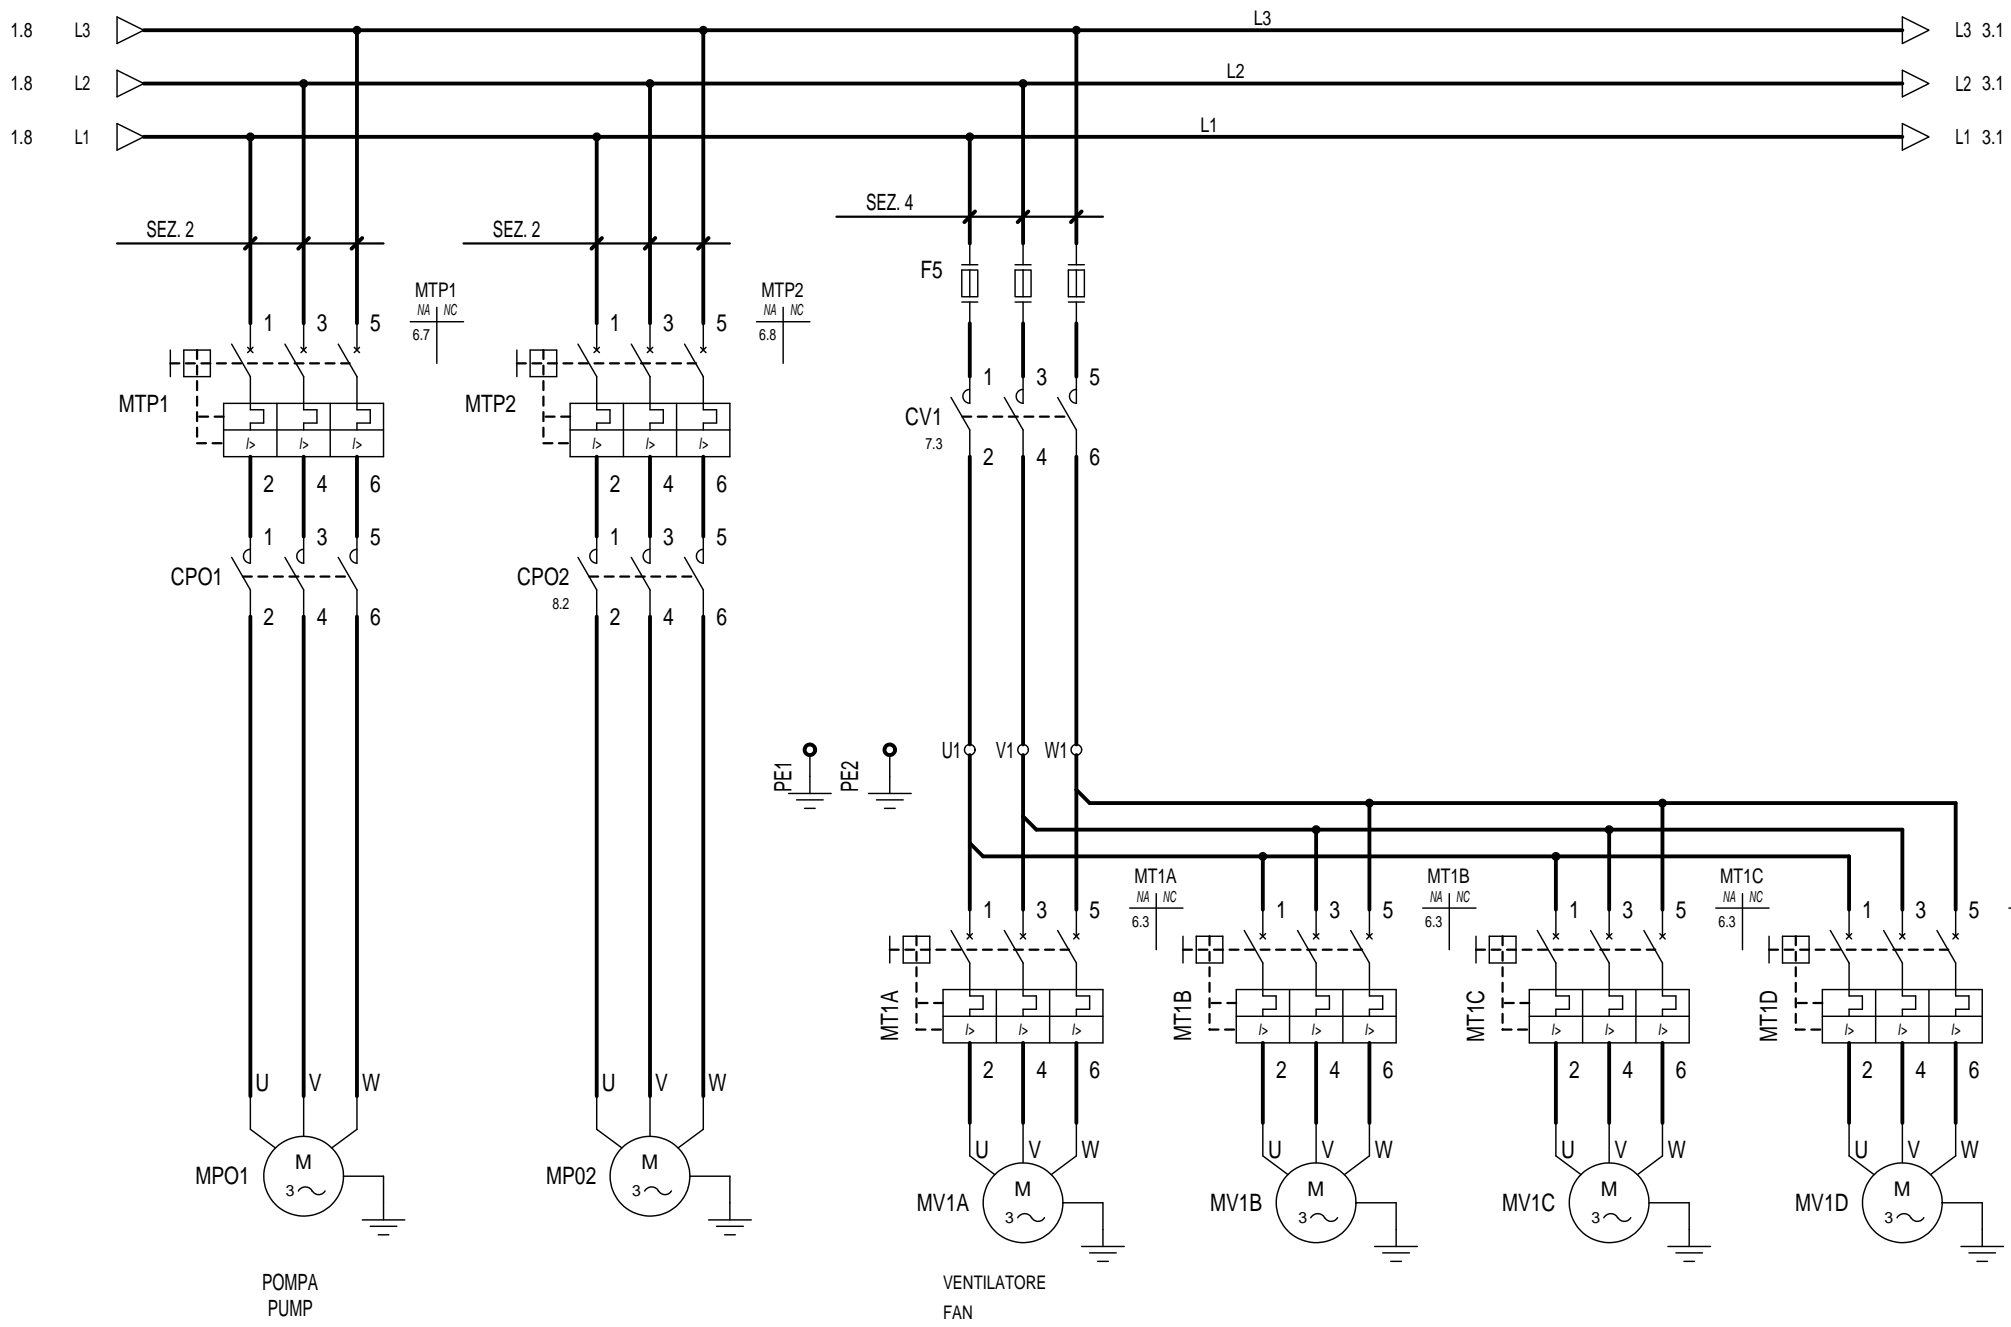 1.8 L3 L3 L3 3.1
1.8 L2 L2 L2 3.1
1.8 L1 L1 L1 3.1
SEZ. 4
SEZ. 2 SEZ. 2
F5
MTP1 MTP2
NA NC NA NC
6.7 6.8
1 3 5 1 3 5
1 3 5
MTP1 MTP2
CV1
7.3
I> I> I> I> I> I>
2 4 6
2 4 6 2 4 6
1 3 5 1 3 5
CPO1 CPO2
8.2
2 4 6 2 4 6
U1 V1 W1
PE1 PE2
MT1A MT1B MT1C
NA NC NA NC NA NC
6.3 6.3 6.3
1 3 5 1 3 5 1 3 5 1 3 5
MT1A MT1B MT1C MT1D
I> I> I> I> I> I> I> I> I> I> I> I>
2 4 6 2 4 6 2 4 6 2 4 6
U V W U V W
U V W U V W U V W U V W
M M
MPO1 MP02
3 3
M M M M
MV1A MV1B MV1C MV1D
3 3 3 3
POMPA VENTILATORE
PUMP FAN